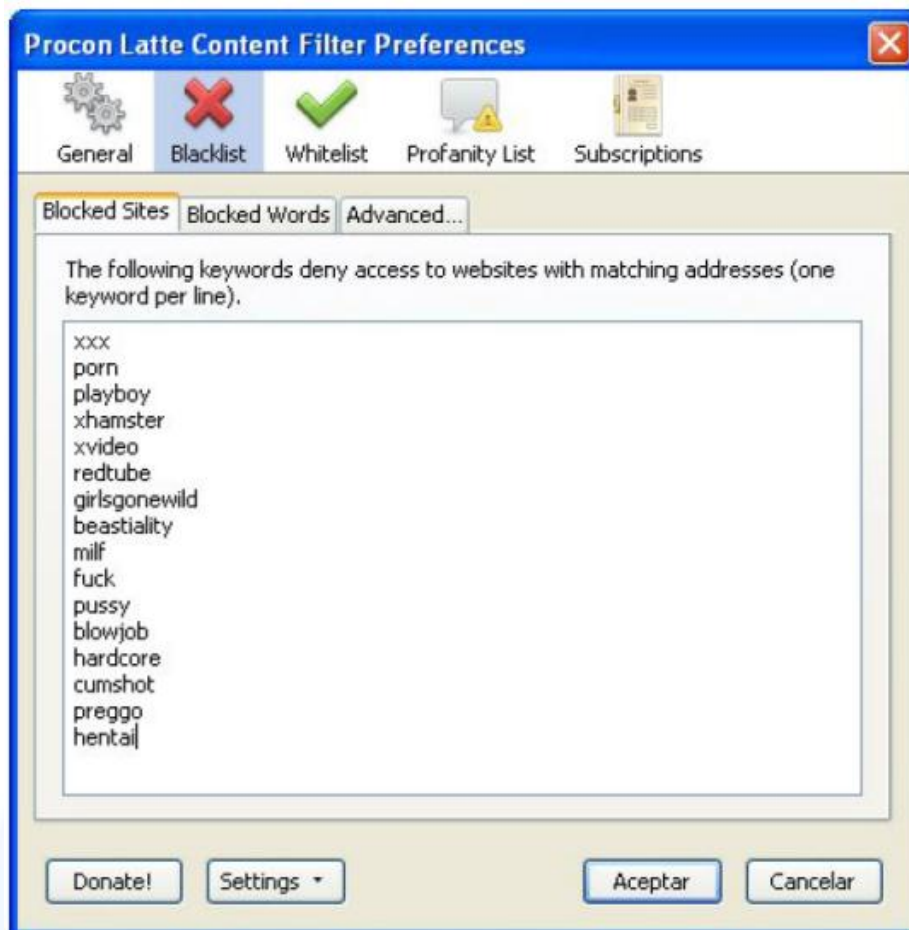 Procon Latte Content Filter Preferences
General Blacklist Whitelist Profanity List Subscriptions
Blocked Sites Blocked Words Advanced...
The following keywords deny access to websites with matching addresses (one
keyword per line).
xxx
porn
playboy
xhamster
xvideo
redtube
girlsgonewild
beastiality
milf
fuck
pussy
blowjob
hardcore
cumshot
preggo
hentai
Donate! Settings Aceptar Cancelar